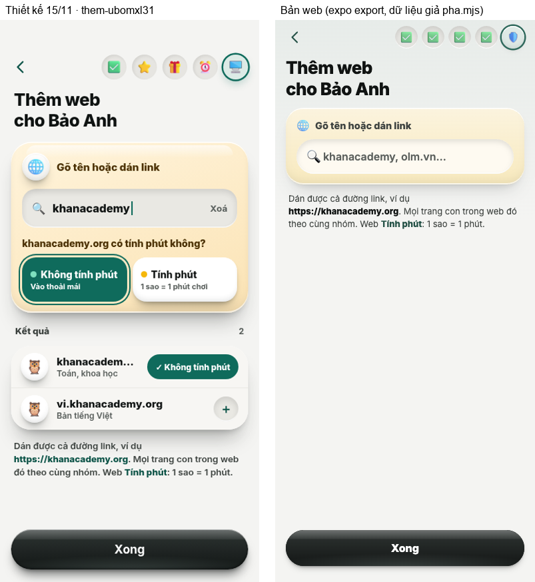 Thiết kế 15/11 · them-ubomxl31
Thêm web
cho Bảo Anh
Gõ tên hoặc dán link
khanacademy
Xoá
khanacademy.org có tính phút không?
Không tính phút
Vào thoải mái
Tính phút
1 sao = 1 phút chơi
Kết quả
2
khanacadem...
Toán, khoa học
✓ Không tính phút
vi.khanacademy.org
Bản tiếng Việt
+
Dán được cả đường link, ví dụ
https://khanacademy.org. Mọi trang con trong web
đó theo cùng nhóm. Web Tính phút: 1 sao = 1 phút.
Xong
Bản web (expo export, dữ liệu giả pha.mjs)
Thêm web
cho Bảo Anh
Gõ tên hoặc dán link
khanacademy, olm.vn...
Dán được cả đường link, ví dụ
https://khanacademy.org. Mọi trang con trong web đó
theo cùng nhóm. Web Tính phút: 1 sao = 1 phút.
Xong